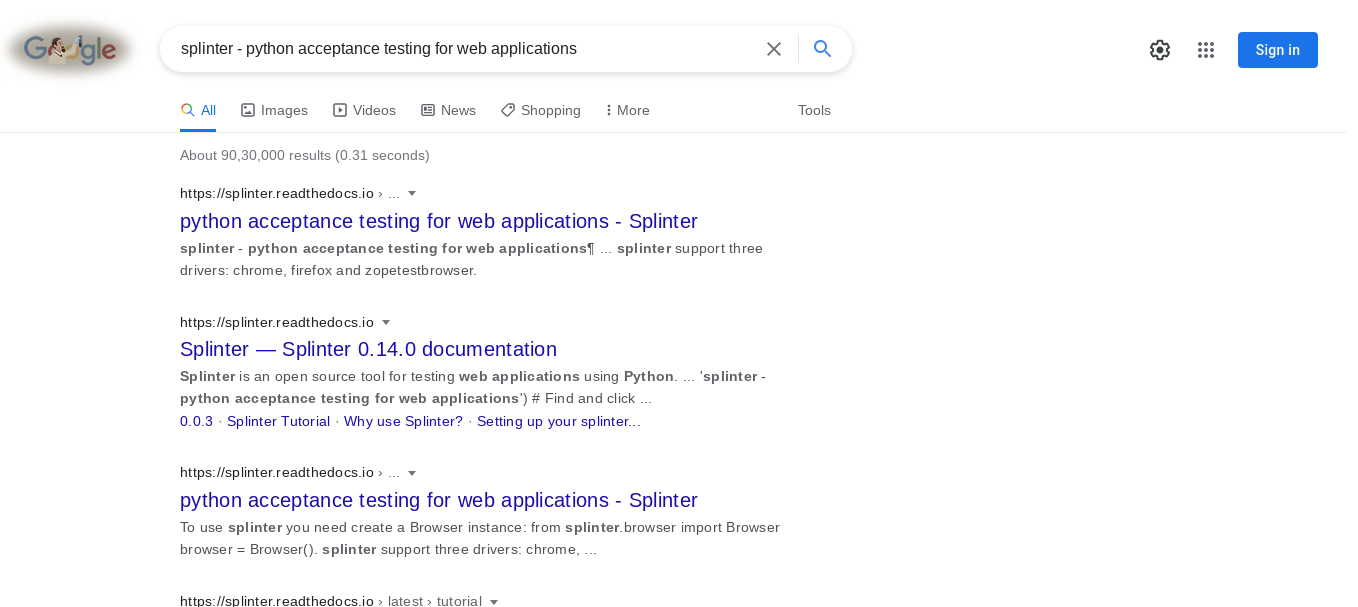 Google
splinter - python acceptance testing for web applications
Sign in
All Images Videos News Shopping More Tools
About 90,30,000 results (0.31 seconds)
https://splinter.readthedocs.io › ...
python acceptance testing for web applications - Splinter
splinter - python acceptance testing for web applications¶ ... splinter support three
drivers: chrome, firefox and zopetestbrowser.
https://splinter.readthedocs.io
Splinter — Splinter 0.14.0 documentation
Splinter is an open source tool for testing web applications using Python. ... 'splinter -
python acceptance testing for web applications') # Find and click ...
0.0.3 · Splinter Tutorial · Why use Splinter? · Setting up your splinter...
https://splinter.readthedocs.io › ...
python acceptance testing for web applications - Splinter
To use splinter you need create a Browser instance: from splinter.browser import Browser
browser = Browser(). splinter support three drivers: chrome, ...
https://splinter.readthedocs.io › latest › tutorial